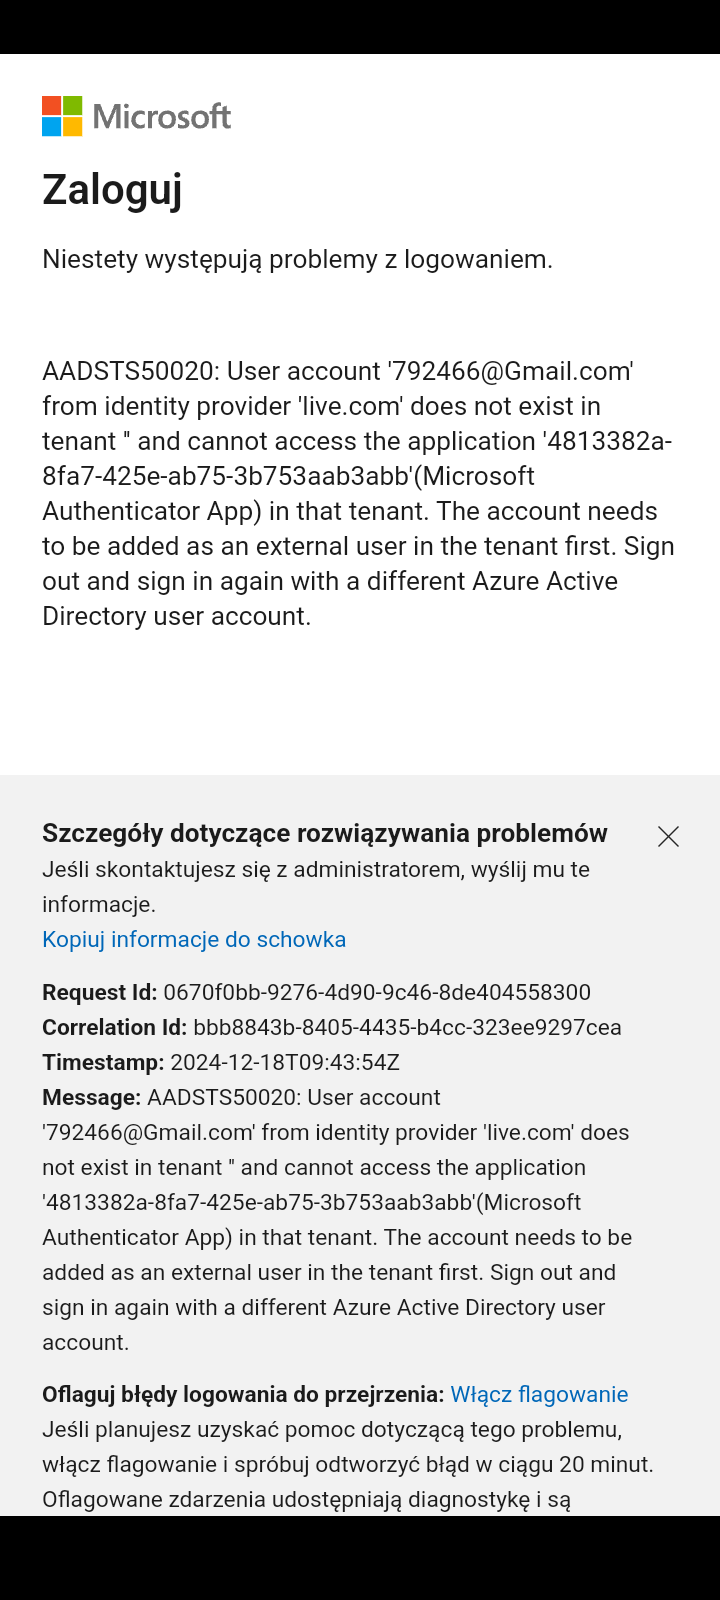 Microsoft
Zaloguj
Niestety występują problemy z logowaniem.
AADSTS50020: User account '792466@Gmail.com'
from identity provider 'live.com' does not exist in
tenant '' and cannot access the application '4813382a-
8fa7-425e-ab75-3b753aab3abb'(Microsoft
Authenticator App) in that tenant. The account needs
to be added as an external user in the tenant first. Sign
out and sign in again with a different Azure Active
Directory user account.
Szczegóły dotyczące rozwiązywania problemów
Jeśli skontaktujesz się z administratorem, wyślij mu te
informacje.
Kopiuj informacje do schowka
Request Id: 0670f0bb-9276-4d90-9c46-8de404558300
Correlation Id: bbb8843b-8405-4435-b4cc-323ee9297cea
Timestamp: 2024-12-18T09:43:54Z
Message: AADSTS50020: User account
'792466@Gmail.com' from identity provider 'live.com' does
not exist in tenant '' and cannot access the application
'4813382a-8fa7-425e-ab75-3b753aab3abb'(Microsoft
Authenticator App) in that tenant. The account needs to be
added as an external user in the tenant first. Sign out and
sign in again with a different Azure Active Directory user
account.
Oflaguj błędy logowania do przejrzenia: Włącz flagowanie
Jeśli planujesz uzyskać pomoc dotyczącą tego problemu,
włącz flagowanie i spróbuj odtworzyć błąd w ciągu 20 minut.
Oflagowane zdarzenia udostępniają diagnostykę i są